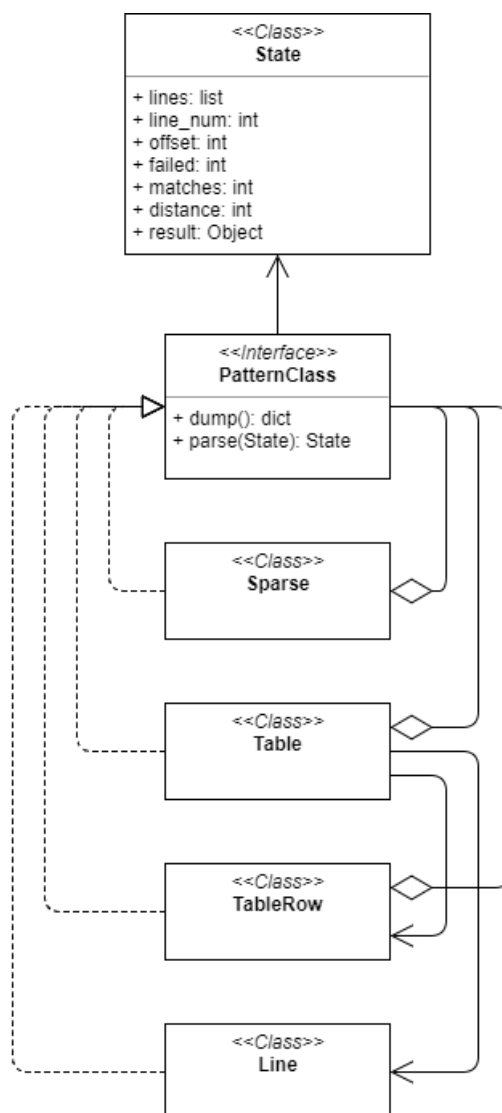 <<Class>>
State
+ lines: list
+ line_num: int
+ offset: int
+ failed: int
+ matches: int
+ distance: int
+ result: Object
<<Interface>>
PatternClass
+ dump(): dict
+ parse(State): State
<<Class>>
Sparse
<<Class>>
Table
<<Class>>
TableRow
<<Class>>
Line